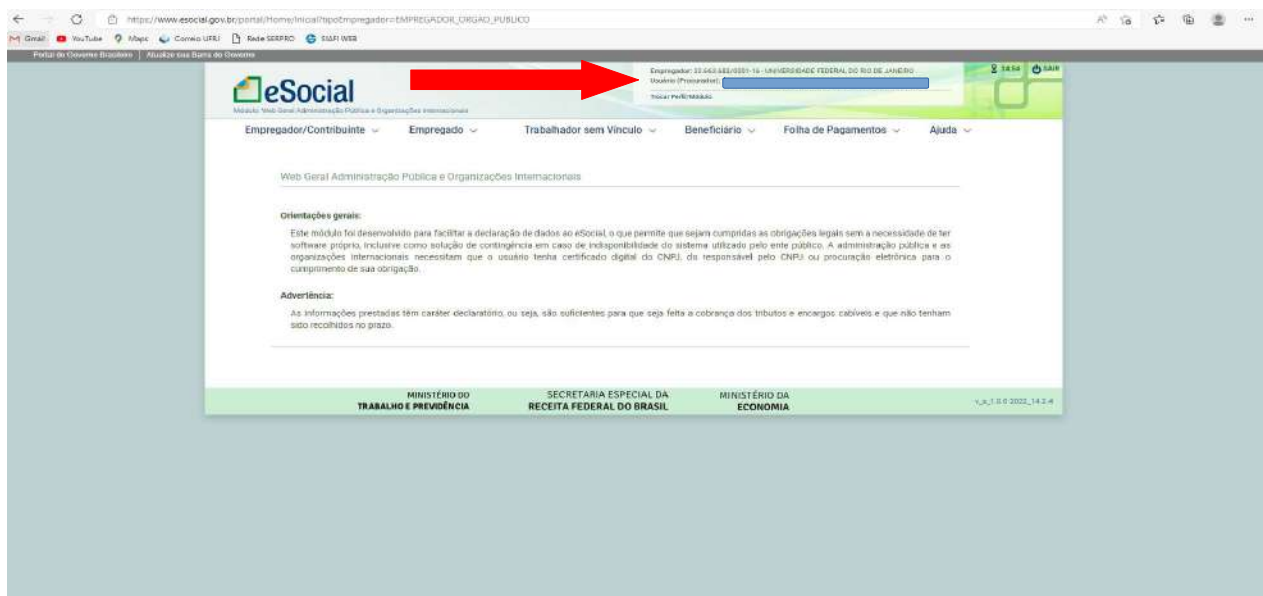 https://www.esocial.gov.br/portal/Home/Inicial?tipoEmpregador=EMPREGADOR_ORGAO_PUBLICO
Gmail YouTube Maps Correio UFRJ Rede SERPRO SIAFI WEB
Portal do Governo Brasileiro | Atualize sua Barra de Governo
eSocial
Módulo Web Geral Administração Pública e Organizações Internacionais
Empregador: 33.663.683/0001-16 - UNIVERSIDADE FEDERAL DO RIO DE JANEIRO
Usuário (Procurador):
Trocar Perfil/Módulo
14:54 SAIR
Empregador/Contribuinte Empregado Trabalhador sem Vínculo Beneficiário Folha de Pagamentos Ajuda
Web Geral Administração Pública e Organizações Internacionais
Orientações gerais:
Este módulo foi desenvolvido para facilitar a declaração de dados ao eSocial, o que permite que sejam cumpridas as obrigações legais sem a necessidade de ter
software próprio, inclusive como solução de contingência em caso de indisponibilidade do sistema utilizado pelo ente público. A administração pública e as
organizações internacionais necessitam que o usuário tenha certificado digital do CNPJ, do responsável pelo CNPJ ou procuração eletrônica para o
cumprimento de sua obrigação.
Advertência:
As informações prestadas têm caráter declaratório, ou seja, são suficientes para que seja feita a cobrança dos tributos e encargos cabíveis e que não tenham
sido recolhidos no prazo.
MINISTÉRIO DO
TRABALHO E PREVIDÊNCIA
SECRETARIA ESPECIAL DA
RECEITA FEDERAL DO BRASIL
MINISTÉRIO DA
ECONOMIA